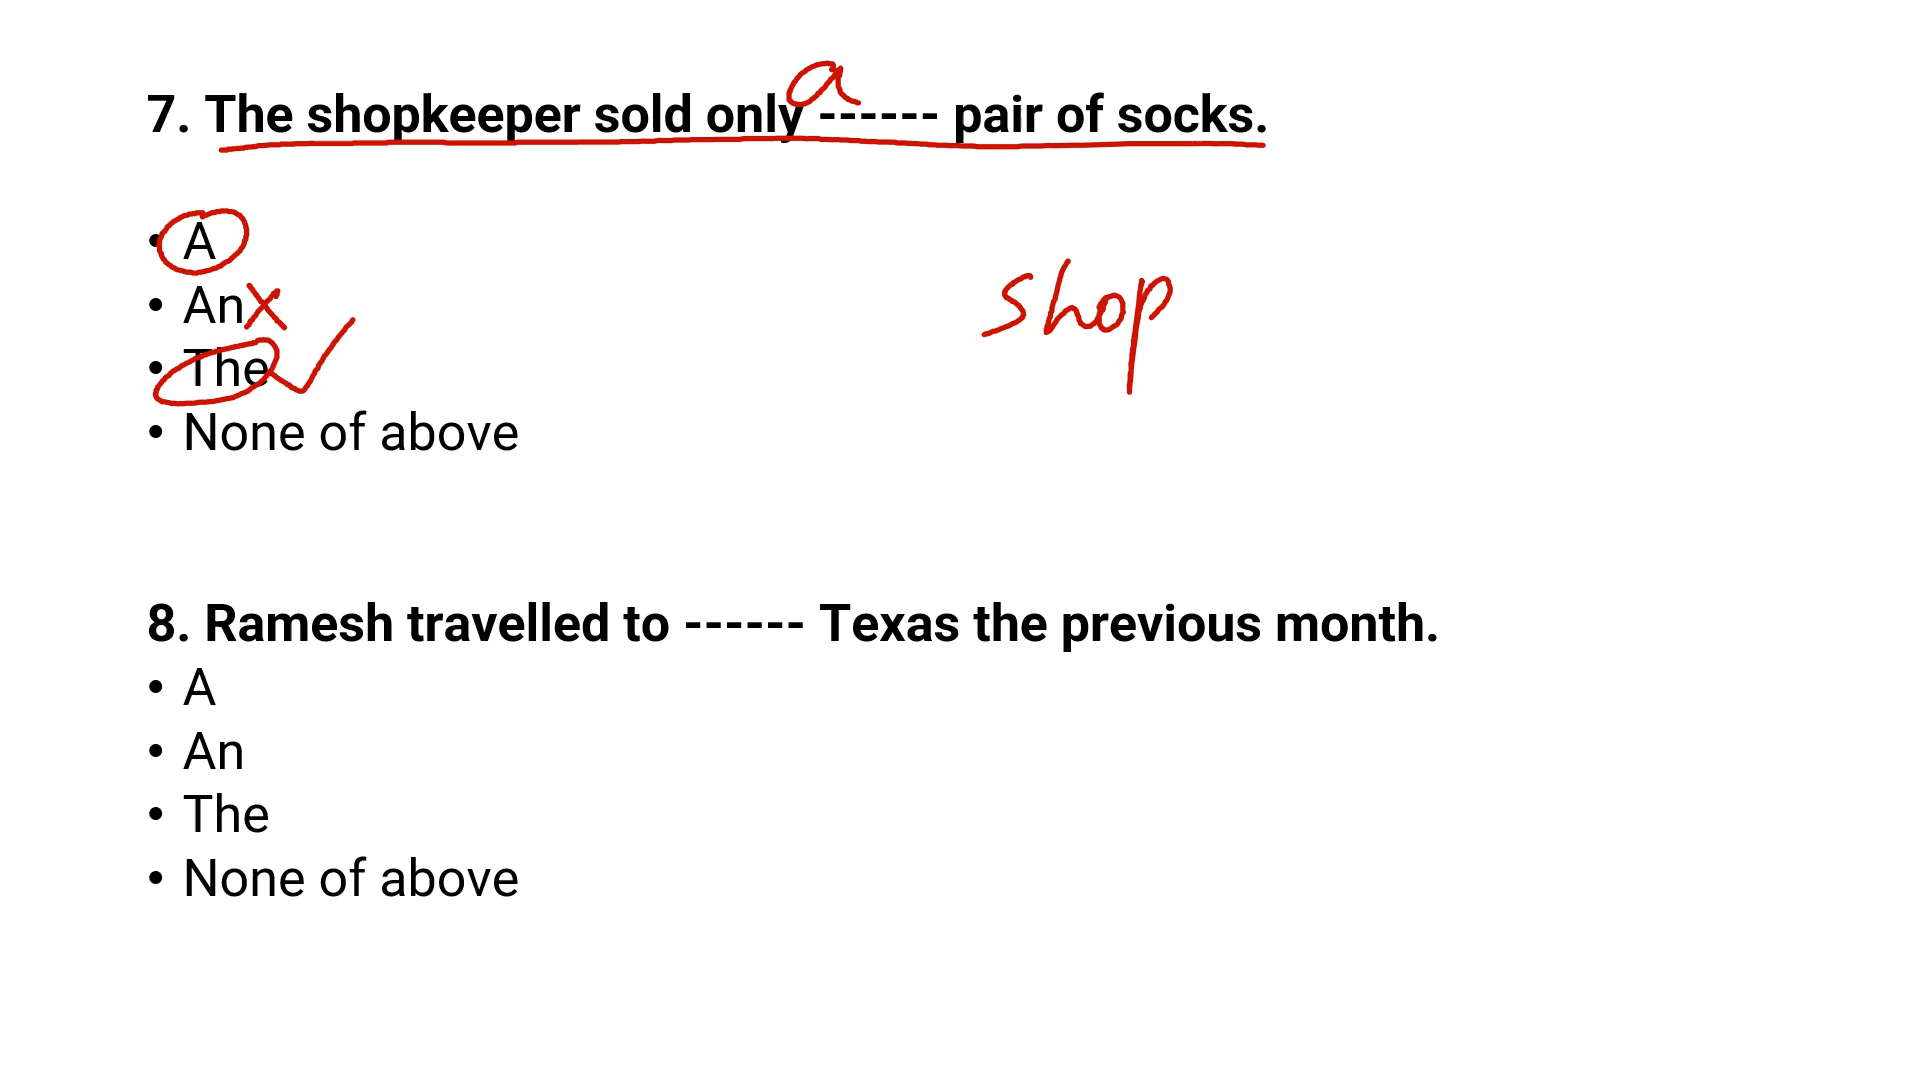 a
7. The shopkeeper sold only ------ pair of socks.
• A
• An
• The
• None of above
shop
8. Ramesh travelled to ------ Texas the previous month.
• A
• An
• The
• None of above